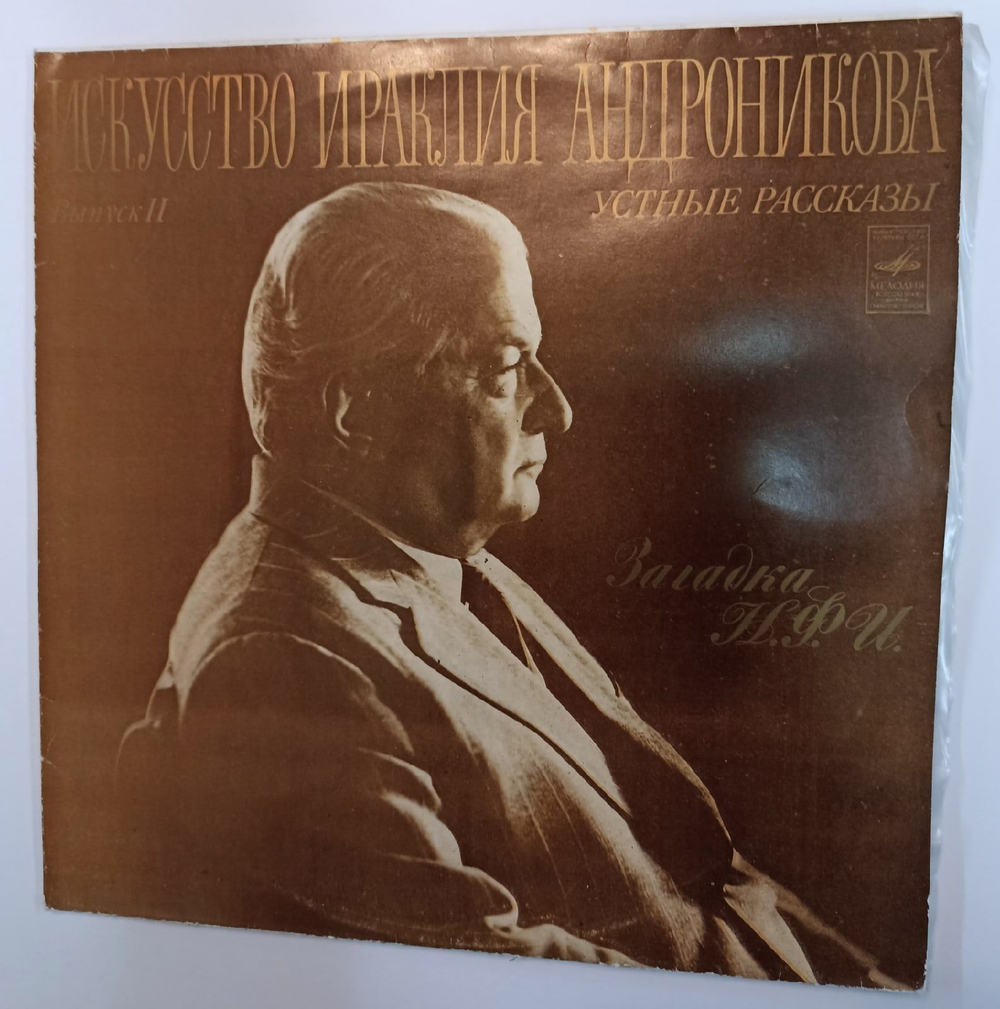 ИСКУССТВО ИРАКЛИЯ АНДРОНИКОВА
Выпуск II
УСТНЫЕ РАССКАЗЫ
МЕЛОДИЯ
Загадка
Н.Ф.И.